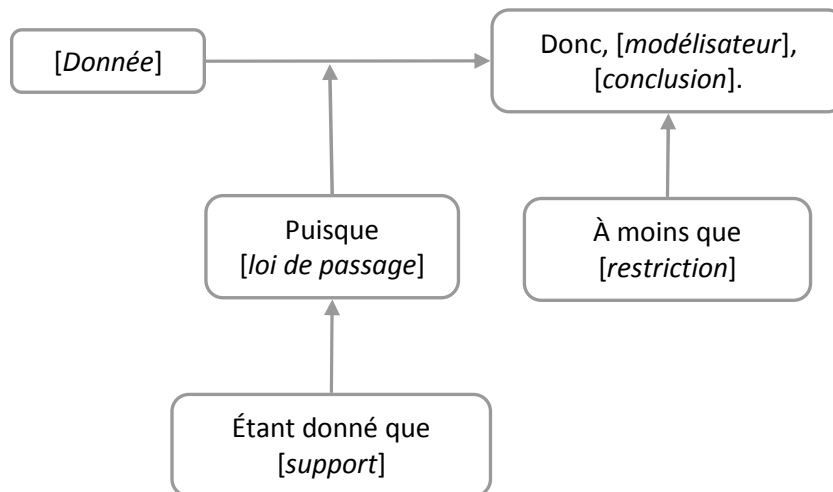 [Donnée]
Donc, [modélisateur],
[conclusion].
Puisque
[loi de passage]
À moins que
[restriction]
Étant donné que
[support]